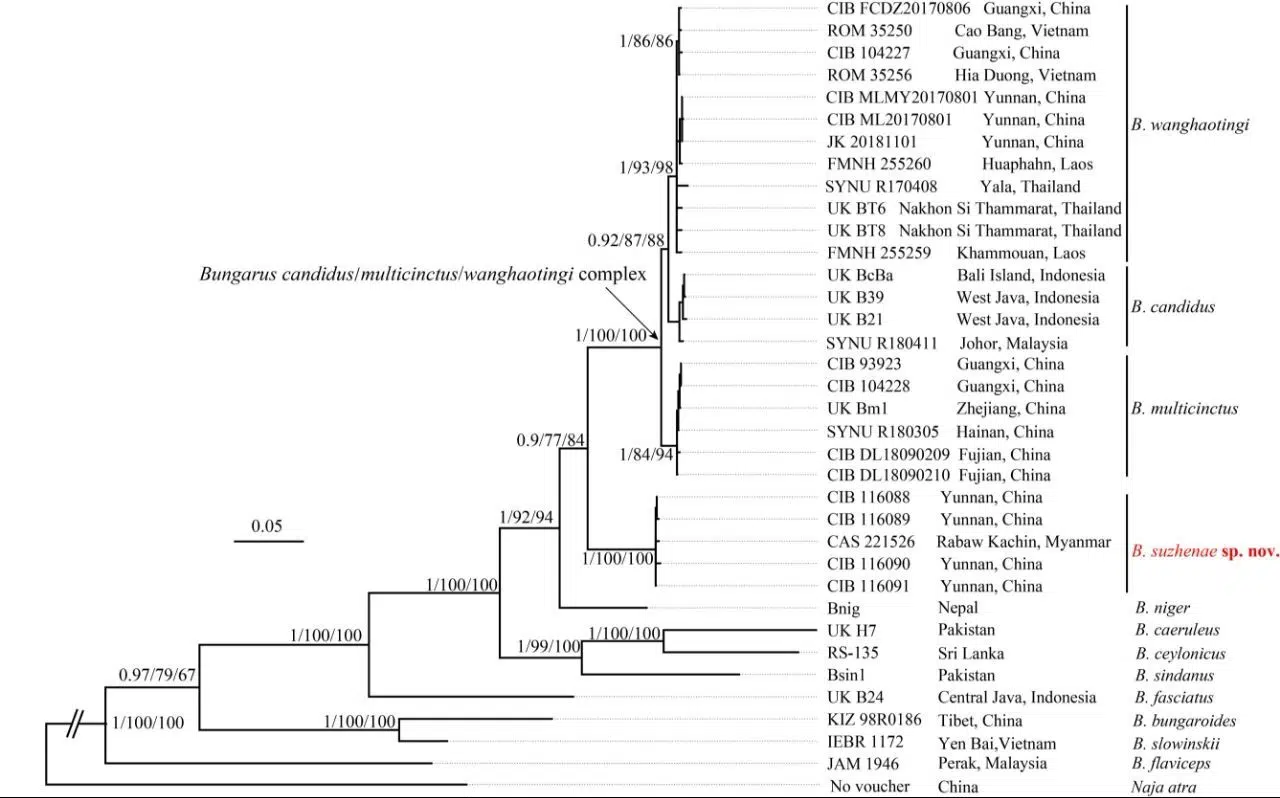 CIB FCDZ20170806 Guangxi, China
1/86/86
ROM 35250 Cao Bang, Vietnam
CIB 104227 Guangxi, China
ROM 35256 Hia Duong, Vietnam
CIB MLMY20170801 Yunnan, China
CIB ML20170801 Yunnan, China
B. wanghaotingi
JK 20181101 Yunnan, China
1/93/98
FMNH 255260 Huaphahn, Laos
SYNU R170408 Yala, Thailand
UK BT6 Nakhon Si Thammarat, Thailand
UK BT8 Nakhon Si Thammarat, Thailand
0.92/87/88
FMNH 255259 Khammouan, Laos
Bungarus candidus/multicinctus/wanghaotingi complex
UK BcBa Bali Island, Indonesia
UK B39 West Java, Indonesia
B. candidus
UK B21 West Java, Indonesia
1/100/100
SYNU R180411 Johor, Malaysia
CIB 93923 Guangxi, China
CIB 104228 Guangxi, China
UK Bm1 Zhejiang, China
B. multicinctus
SYNU R180305 Hainan, China
0.9/77/84
1/84/94
CIB DL18090209 Fujian, China
CIB DL18090210 Fujian, China
CIB 116088 Yunnan, China
1/92/94
CIB 116089 Yunnan, China
0.05
CAS 221526 Rabaw Kachin, Myanmar
B. suzhenae sp. nov.
1/100/100
CIB 116090 Yunnan, China
1/100/100
CIB 116091 Yunnan, China
Bnig Nepal B. niger
1/100/100
1/100/100
UK H7 Pakistan B. caeruleus
1/99/100
RS-135 Sri Lanka B. ceylonicus
0.97/79/67
Bsin1 Pakistan B. sindanus
UK B24 Central Java, Indonesia B. fasciatus
1/100/100
1/100/100
KIZ 98R0186 Tibet, China B. bungaroides
IEBR 1172 Yen Bai,Vietnam B. slowinskii
JAM 1946 Perak, Malaysia B. flaviceps
No voucher China Naja atra